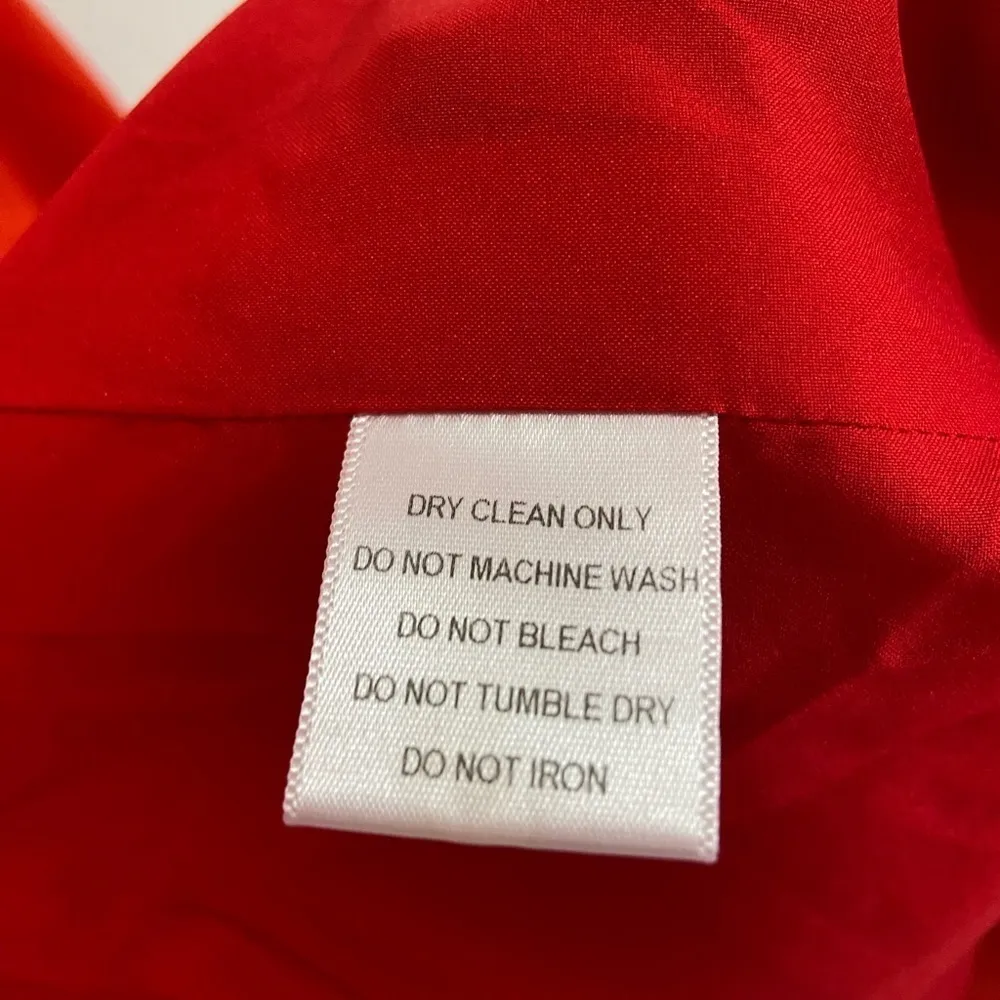 DRY CLEAN ONLY
DO NOT MACHINE WASH
DO NOT BLEACH
DO NOT TUMBLE DRY
DO NOT IRON